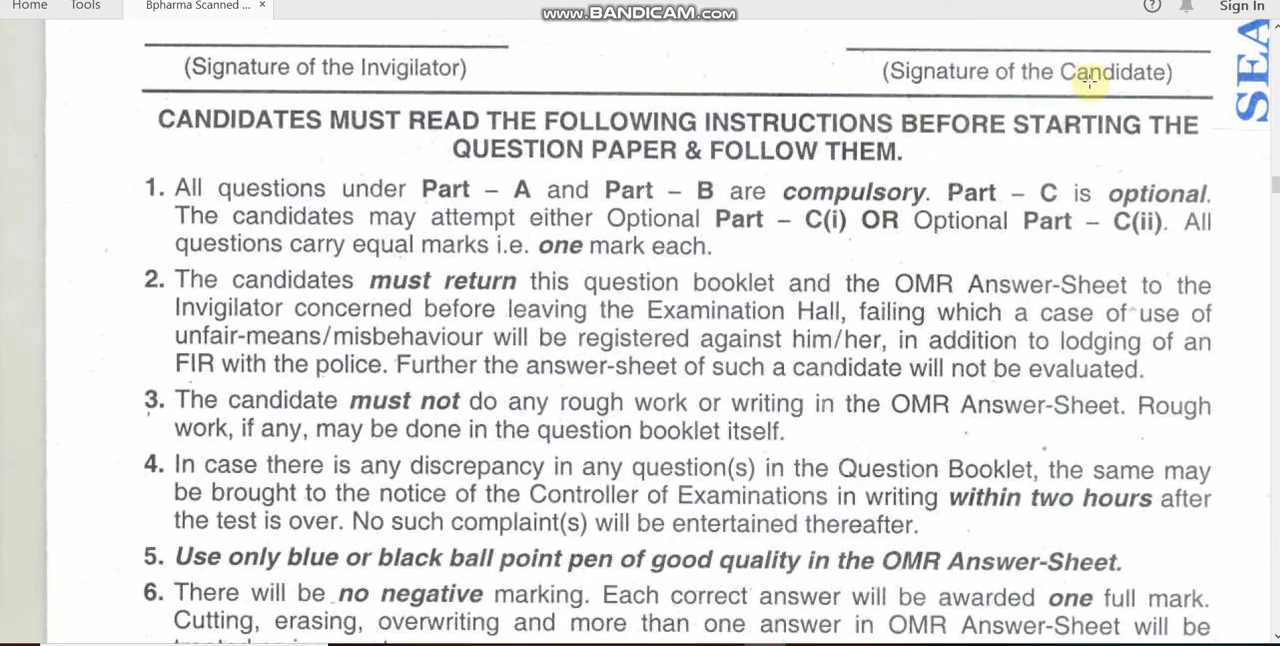 Home Tools Bpharma Scanned ... × www.BANDICAM.com Sign In
(Signature of the Invigilator) (Signature of the Candidate)
SEA
CANDIDATES MUST READ THE FOLLOWING INSTRUCTIONS BEFORE STARTING THE
QUESTION PAPER & FOLLOW THEM.
1. All questions under Part – A and Part – B are compulsory. Part – C is optional.
The candidates may attempt either Optional Part – C(i) OR Optional Part – C(ii). All
questions carry equal marks i.e. one mark each.
2. The candidates must return this question booklet and the OMR Answer-Sheet to the
Invigilator concerned before leaving the Examination Hall, failing which a case of use of
unfair-means/misbehaviour will be registered against him/her, in addition to lodging of an
FIR with the police. Further the answer-sheet of such a candidate will not be evaluated.
3. The candidate must not do any rough work or writing in the OMR Answer-Sheet. Rough
work, if any, may be done in the question booklet itself.
4. In case there is any discrepancy in any question(s) in the Question Booklet, the same may
be brought to the notice of the Controller of Examinations in writing within two hours after
the test is over. No such complaint(s) will be entertained thereafter.
5. Use only blue or black ball point pen of good quality in the OMR Answer-Sheet.
6. There will be no negative marking. Each correct answer will be awarded one full mark.
Cutting, erasing, overwriting and more than one answer in OMR Answer-Sheet will be